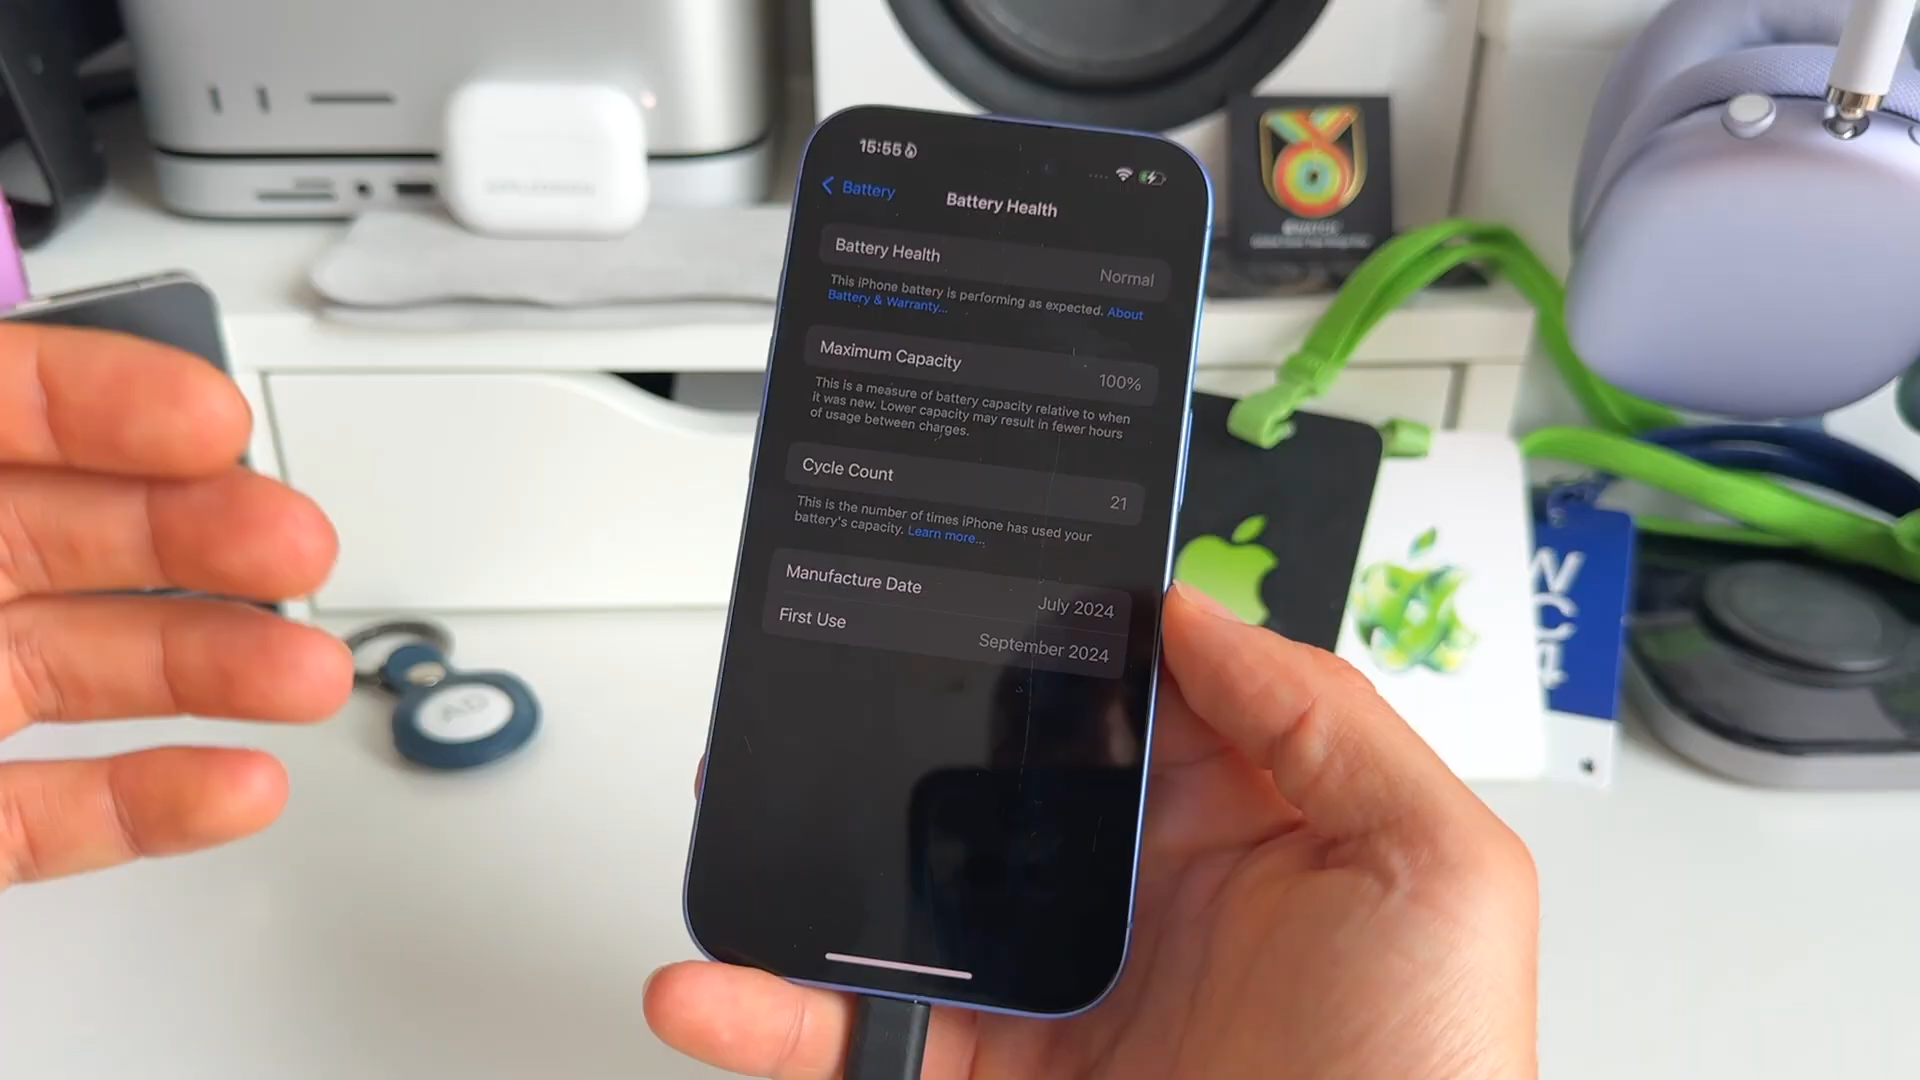 15:55
Battery
Battery Health
Battery Health
Normal
This iPhone battery is performing as expected. About
Battery & Warranty...
Maximum Capacity
100%
This is a measure of battery capacity relative to when
it was new. Lower capacity may result in fewer hours
of usage between charges.
Cycle Count
21
This is the number of times iPhone has used your
battery's capacity. Learn more...
Manufacture Date
July 2024
First Use
September 2024
AD